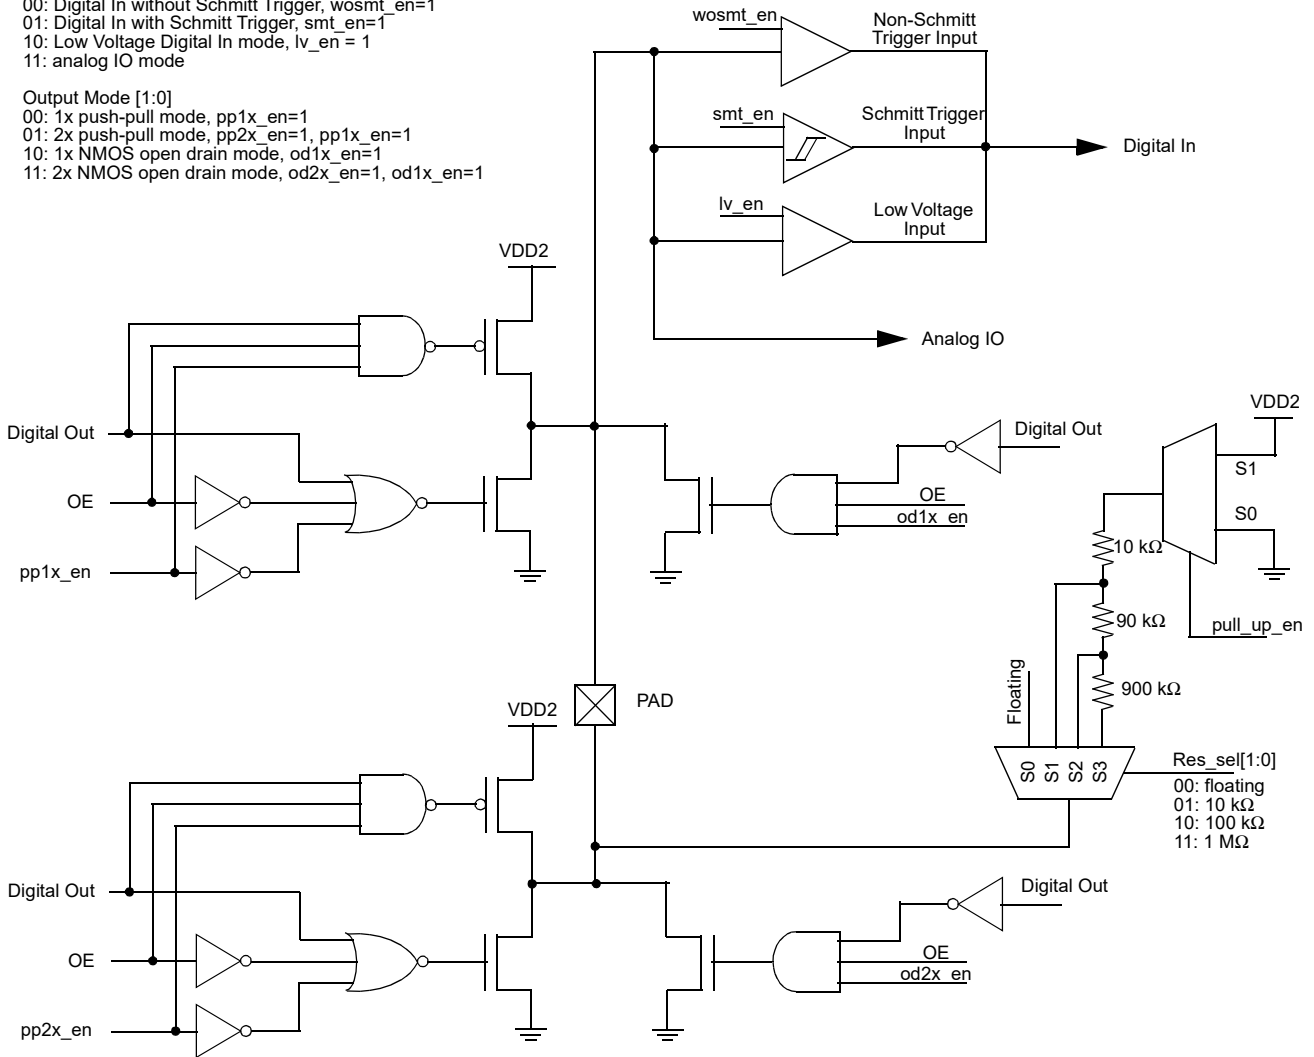 00: Digital In without Schmitt Trigger, wosmt_en=1
01: Digital In with Schmitt Trigger, smt_en=1
10: Low Voltage Digital In mode, lv_en = 1
11: analog IO mode
Output Mode [1:0]
00: 1x push-pull mode, pp1x_en=1
01: 2x push-pull mode, pp2x_en=1, pp1x_en=1
10: 1x NMOS open drain mode, od1x_en=1
11: 2x NMOS open drain mode, od2x_en=1, od1x_en=1
wosmt_en
Non-Schmitt
Trigger Input
smt_en
Schmitt Trigger
Input
Digital In
lv_en
Low Voltage
Input
Analog IO
VDD2
Digital Out
OE
pp1x_en
Digital Out
OE
od1x_en
VDD2
S1
S0
10 kΩ
90 kΩ
900 kΩ
pull_up_en
Floating
S0
S1
S2
S3
Res_sel[1:0]
00: floating
01: 10 kΩ
10: 100 kΩ
11: 1 MΩ
PAD
VDD2
Digital Out
OE
pp2x_en
Digital Out
OE
od2x_en